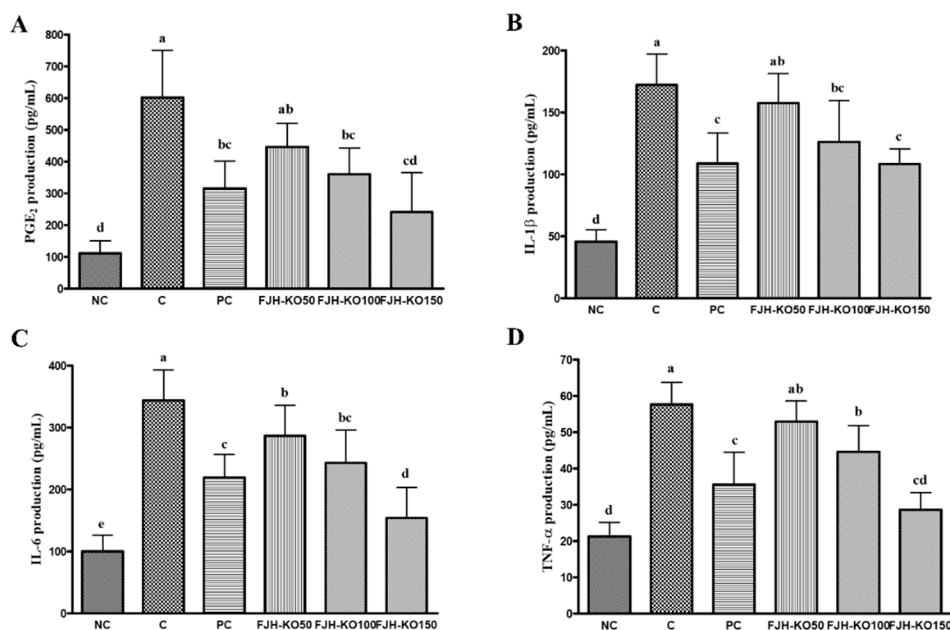 A
PGE₂ production (pg/mL)
800
700
600
500
400
300
200
100
0
d
a
bc
ab
bc
cd
NC C PC FJH-KO50 FJH-KO100 FJH-KO150
B
IL-1β production (pg/mL)
200
150
100
50
0
d
a
c
ab
bc
c
NC C PC FJH-KO50 FJH-KO100 FJH-KO150
C
IL-6 production (pg/mL)
400
300
200
100
0
e
a
c
b
bc
d
NC C PC FJH-KO50 FJH-KO100 FJH-KO150
D
TNF-α production (pg/mL)
70
60
50
40
30
20
10
0
d
a
c
ab
b
cd
NC C PC FJH-KO50 FJH-KO100 FJH-KO150